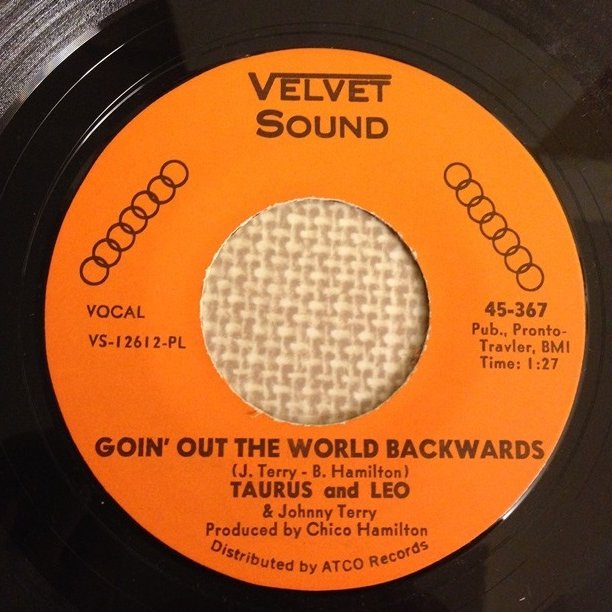 VELVET
SOUND
VOCAL
VS-12612-PL
45-367
Pub., Pronto-
Travler, BMI
Time: 1:27
GOIN' OUT THE WORLD BACKWARDS
(J. Terry - B. Hamilton)
TAURUS and LEO
& Johnny Terry
Produced by Chico Hamilton
Distributed by ATCO Records